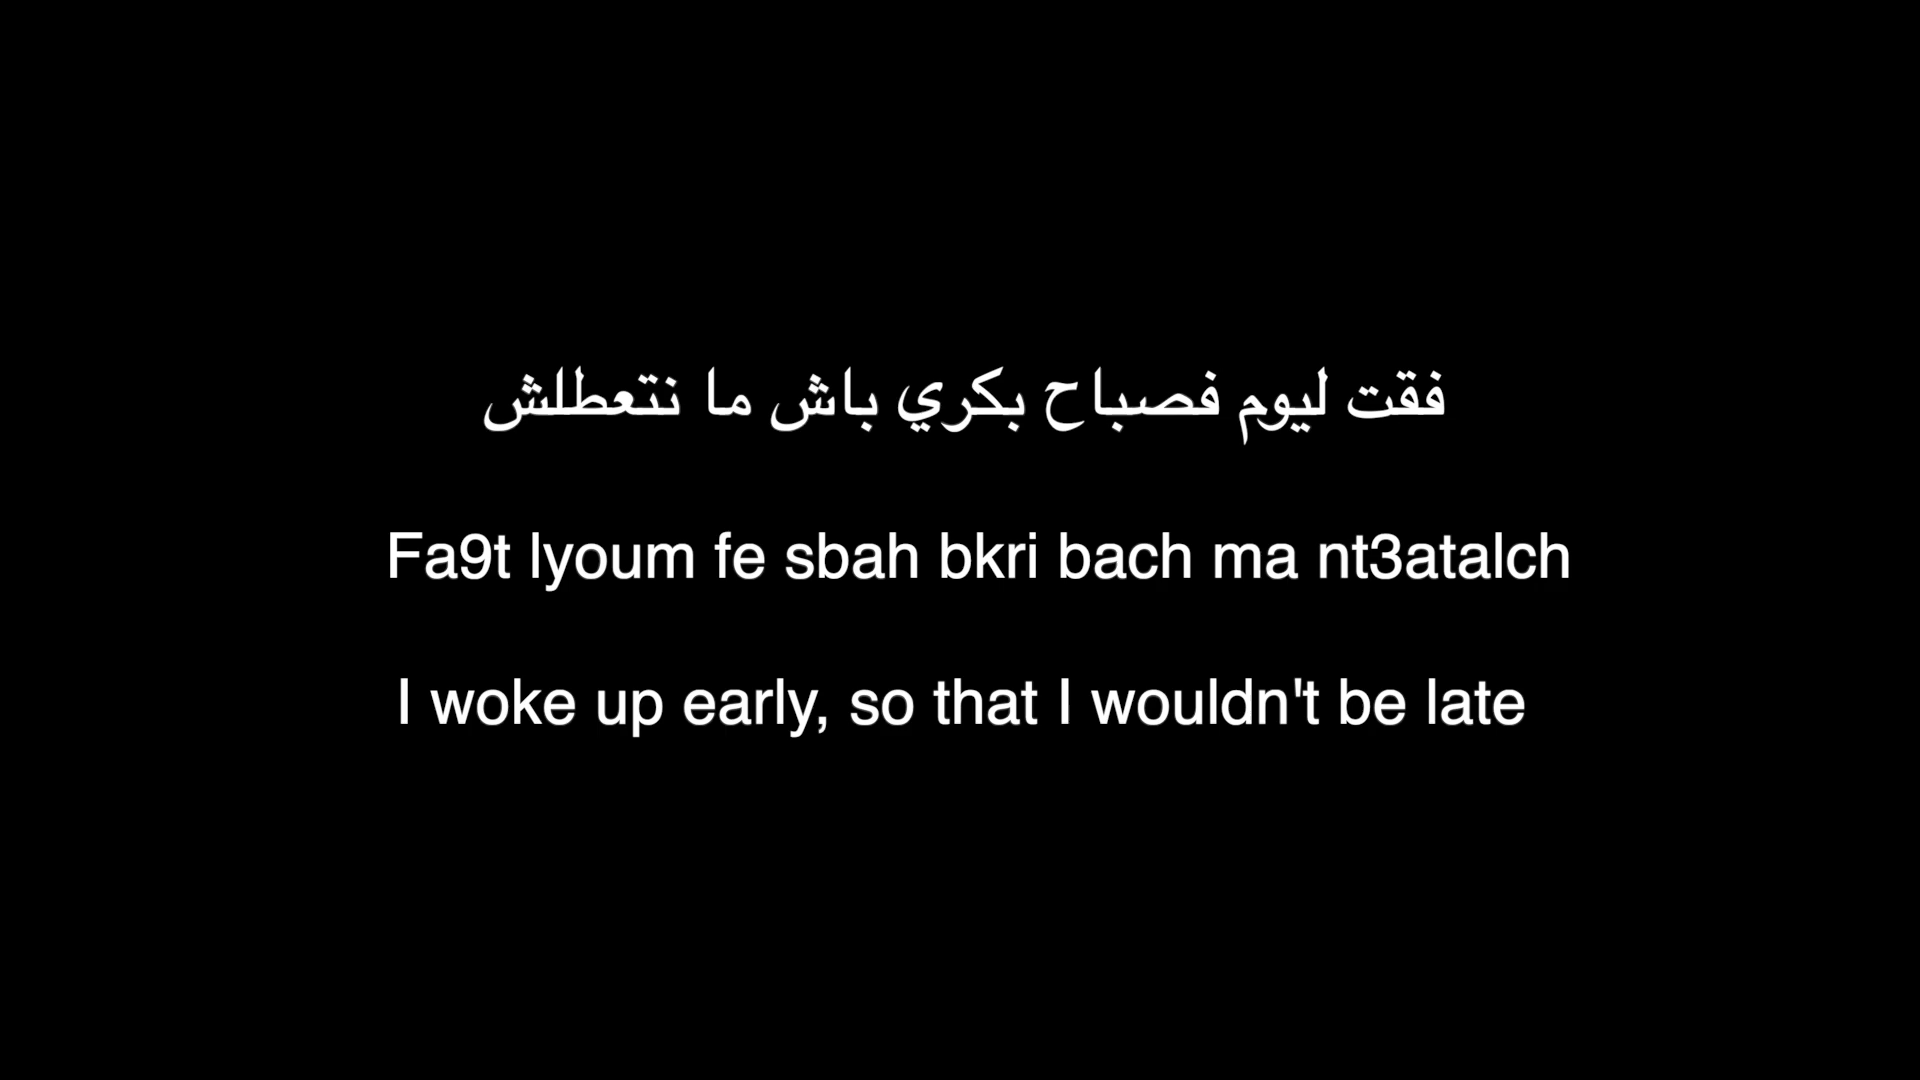 فقت ليوم فصباح بكري باش ما نتعطلش
Fa9t lyoum fe sbah bkri bach ma nt3atalch
I woke up early, so that I wouldn't be late